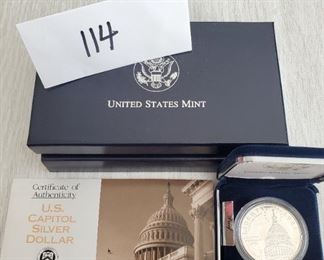 114
UNITED STATES MINT
Certificate of
Authenticity
U.S.
CAPITOL
SILVER
DOLLAR